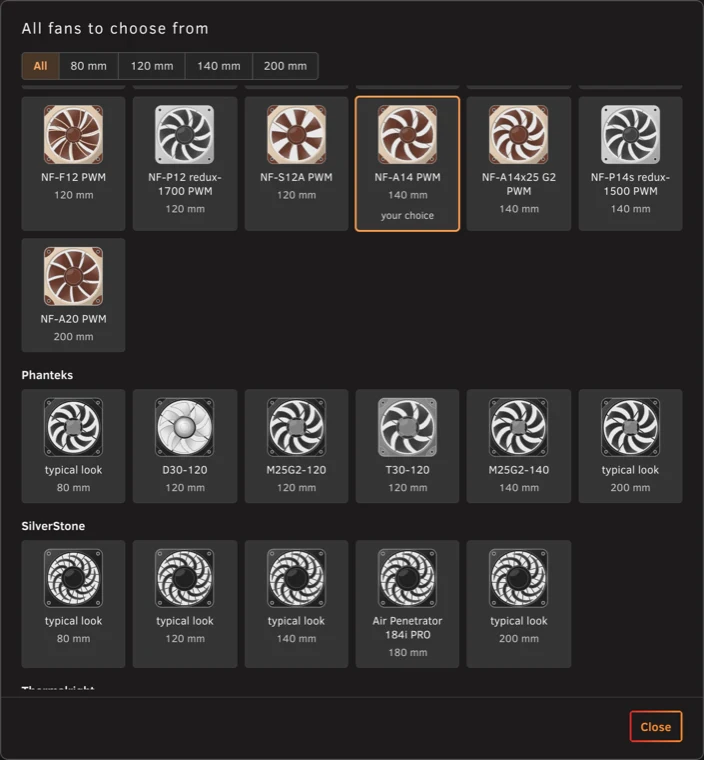 All fans to choose from
All
80 mm
120 mm
140 mm
200 mm
NF-F12 PWM
120 mm
NF-P12 redux-
1700 PWM
120 mm
NF-S12A PWM
120 mm
NF-A14 PWM
140 mm
your choice
NF-A14x25 G2
PWM
140 mm
NF-P14s redux-
1500 PWM
140 mm
NF-A20 PWM
200 mm
Phanteks
typical look
80 mm
D30-120
120 mm
M25G2-120
120 mm
T30-120
120 mm
M25G2-140
140 mm
typical look
200 mm
SilverStone
typical look
80 mm
typical look
120 mm
typical look
140 mm
Air Penetrator
184i PRO
180 mm
typical look
200 mm
Thermalright
Close